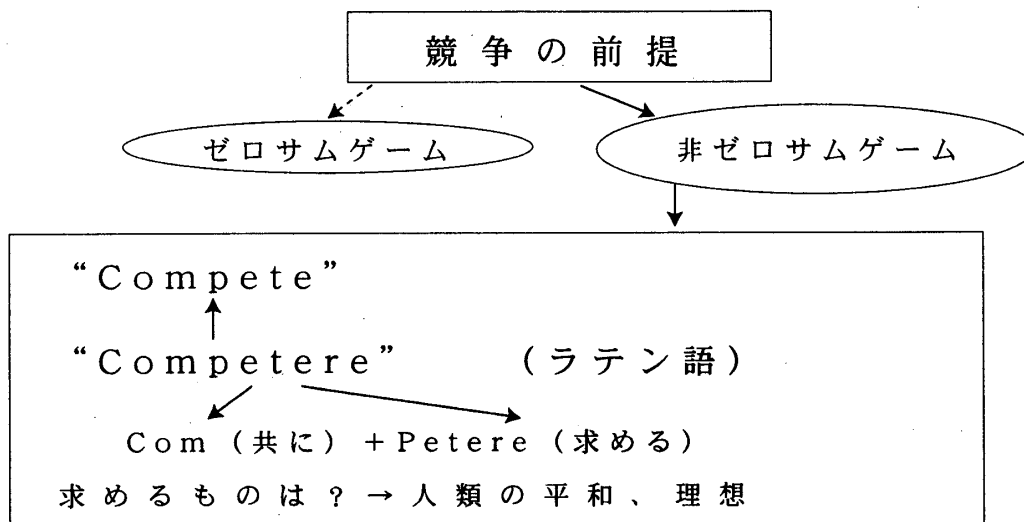 競争の前提
ゼロサムゲーム
非ゼロサムゲーム
“Compete”
“Competere” (ラテン語)
Com(共に)+Petere(求める)
求めるものは?→人類の平和、理想